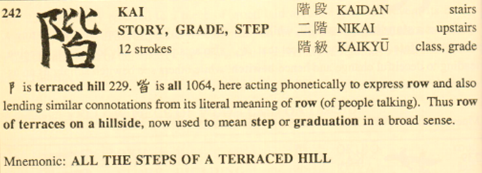 242 階 KAI 階段 KAIDAN stairs
STORY, GRADE, STEP 二階 NIKAI upstairs
12 strokes 階級 KAIKYŪ class, grade
阝 is terraced hill 229. 皆 is all 1064, here acting phonetically to express row and also
lending similar connotations from its literal meaning of row (of people talking). Thus row
of terraces on a hillside, now used to mean step or graduation in a broad sense.
Mnemonic: ALL THE STEPS OF A TERRACED HILL